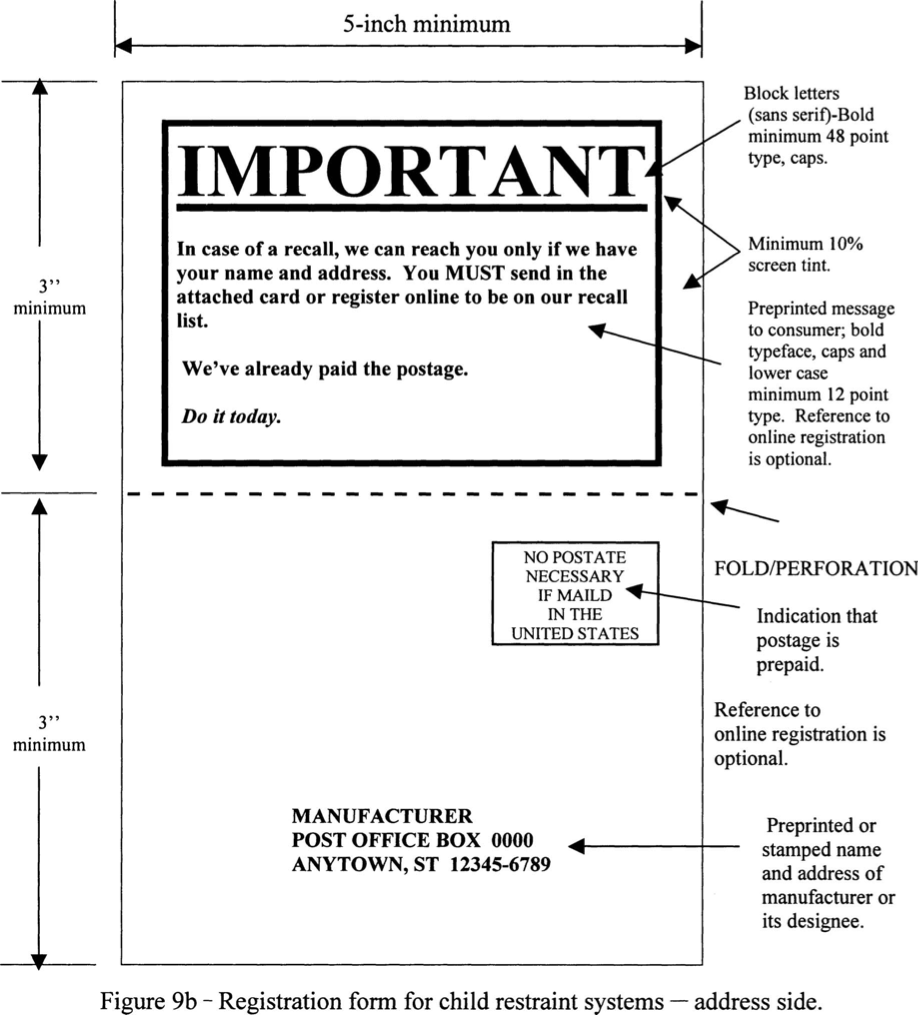 5-inch minimum
Block letters
(sans serif)-Bold
minimum 48 point
type, caps.
IMPORTANT
Minimum 10%
screen tint.
In case of a recall, we can reach you only if we have
your name and address. You MUST send in the
attached card or register online to be on our recall
list.
We’ve already paid the postage.
Do it today.
3’’
minimum
Preprinted message
to consumer; bold
typeface, caps and
lower case
minimum 12 point
type. Reference to
online registration
is optional.
FOLD/PERFORATION
NO POSTATE
NECESSARY
IF MAILD
IN THE
UNITED STATES
Indication that
postage is
prepaid.
3’’
minimum
Reference to
online registration is
optional.
MANUFACTURER
POST OFFICE BOX 0000
ANYTOWN, ST 12345-6789
Preprinted or
stamped name
and address of
manufacturer or
its designee.
Figure 9b - Registration form for child restraint systems — address side.